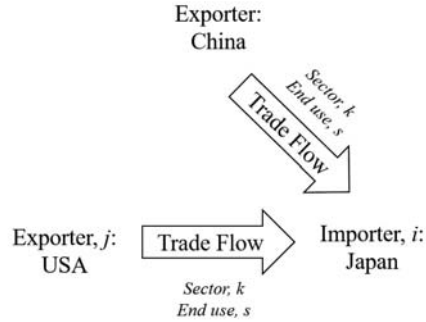 Exporter:
China
Sector, k
End use, s
Trade Flow
Exporter, j:
USA
Trade Flow
Importer, i:
Japan
Sector, k
End use, s